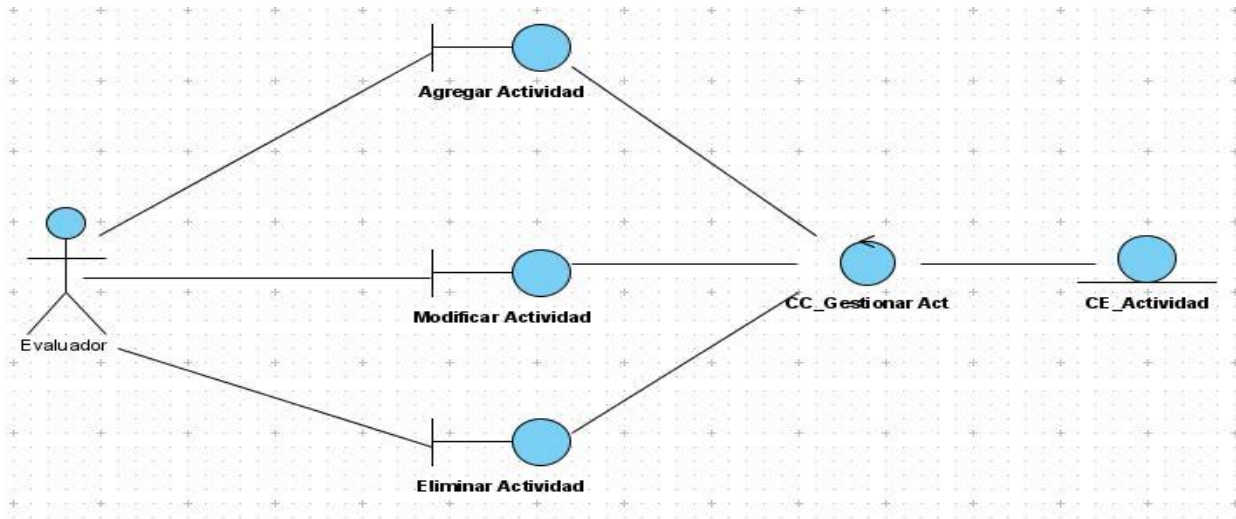 Agregar Actividad
Evaluador
Modificar Actividad
CC_Gestionar Act
CE_Actividad
Eliminar Actividad